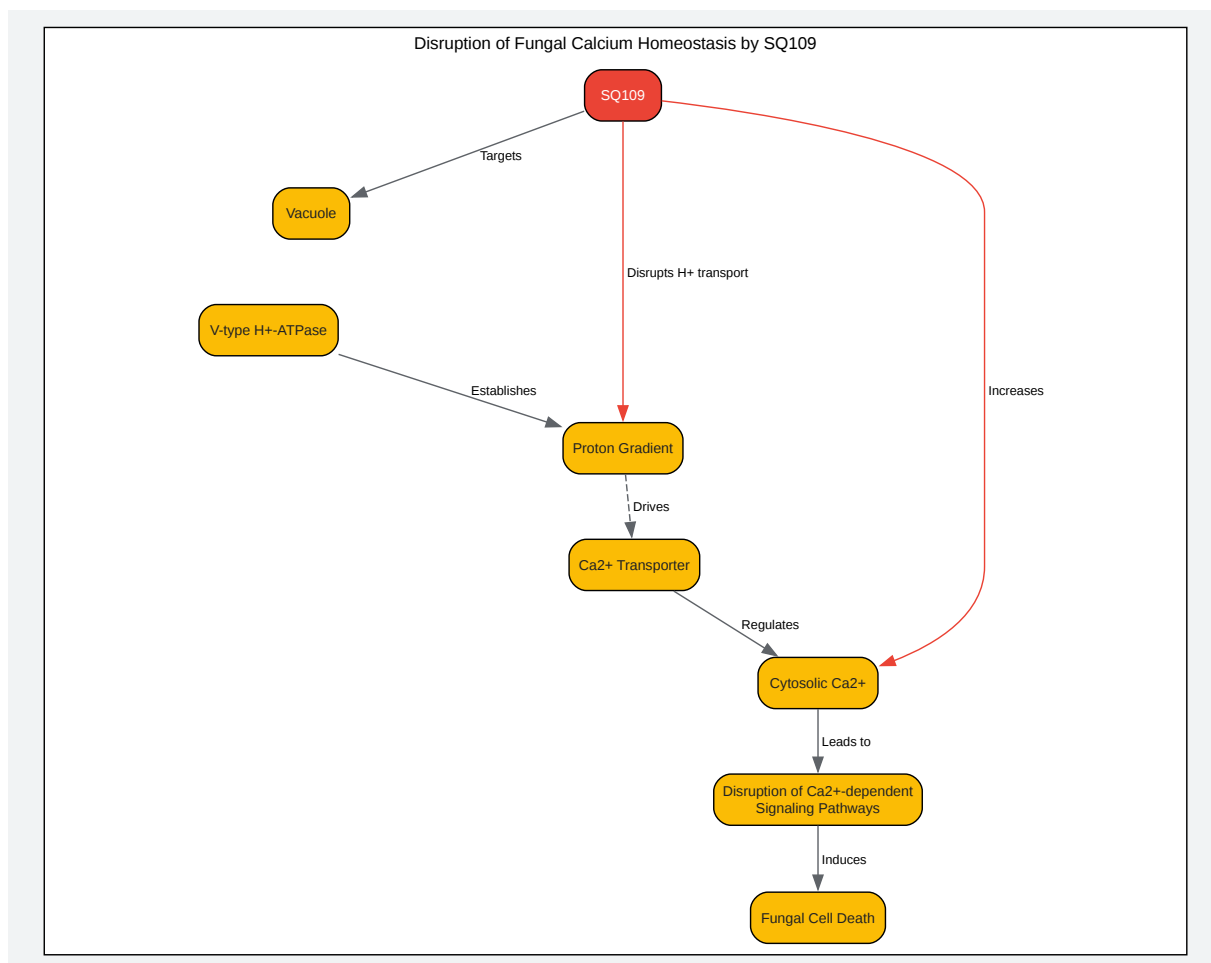 Disruption of Fungal Calcium Homeostasis by SQ109
SQ109
Targets
Vacuole
Disrupts H+ transport
V-type H+-ATPase
Establishes
Increases
Proton Gradient
Drives
Ca2+ Transporter
Regulates
Cytosolic Ca2+
Leads to
Disruption of Ca2+-dependent
Signaling Pathways
Induces
Fungal Cell Death